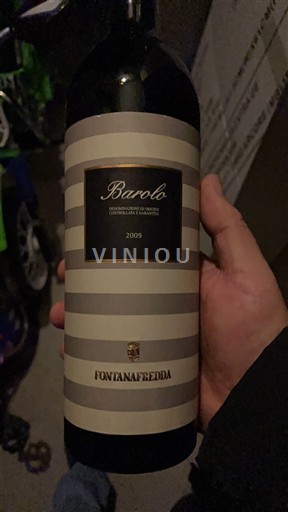 Barolo
DENOMINAZIONE DI ORIGINE
CONTROLLATA E GARANTITA
2009
VINIOU
FONTANAFREDDA